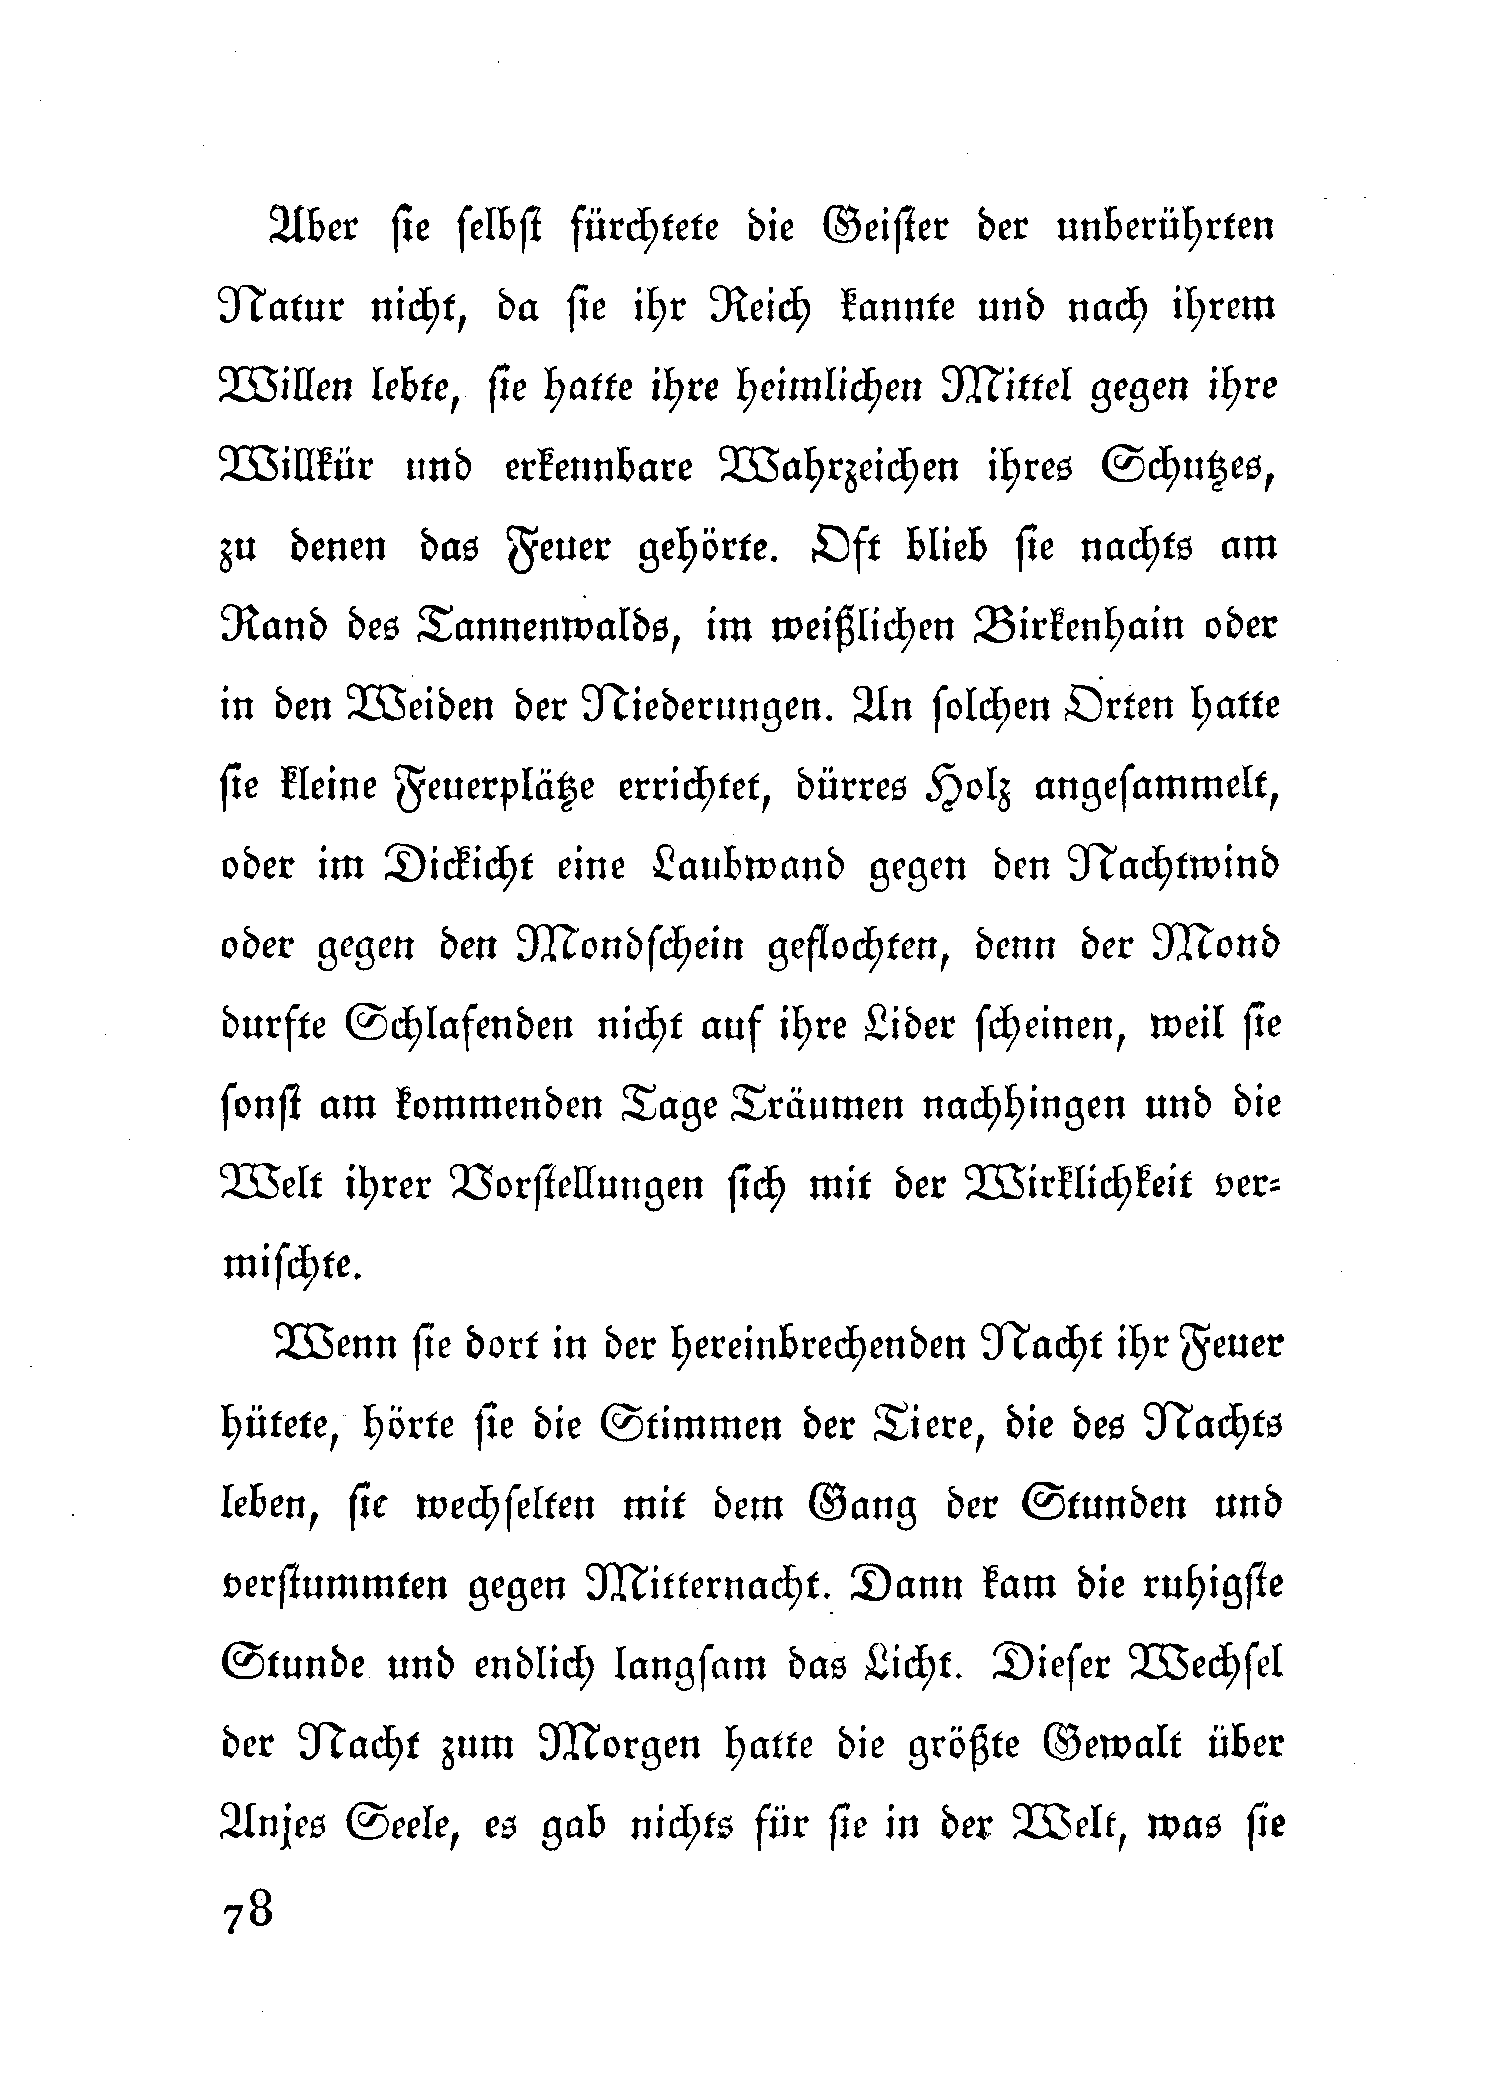 Aber ſie ſelbſt fürchtete die Geiſter der unberührten
Natur nicht, da ſie ihr Reich kannte und nach ihrem
Willen lebte, ſie hatte ihre heimlichen Mittel gegen ihre
Willkür und erkennbare Wahrzeichen ihres Schutzes,
zu denen das Feuer gehörte. Oft blieb ſie nachts am
Rand des Tannenwalds, im weißlichen Birkenhain oder
in den Weiden der Niederungen. An ſolchen Orten hatte
ſie kleine Feuerplätze errichtet, dürres Holz angeſammelt,
oder im Dickicht eine Laubwand gegen den Nachtwind
oder gegen den Mondſchein geflochten, denn der Mond
durfte Schlafenden nicht auf ihre Lider ſcheinen, weil ſie
ſonſt am kommenden Tage Träumen nachhingen und die
Welt ihrer Vorſtellungen ſich mit der Wirklichkeit ver-
miſchte.
Wenn ſie dort in der hereinbrechenden Nacht ihr Feuer
hütete, hörte ſie die Stimmen der Tiere, die des Nachts
leben, ſie wechſelten mit dem Gang der Stunden und
verſtummten gegen Mitternacht. Dann kam die ruhigſte
Stunde und endlich langſam das Licht. Dieſer Wechſel
der Nacht zum Morgen hatte die größte Gewalt über
Anjes Seele, es gab nichts für ſie in der Welt, was ſie
78